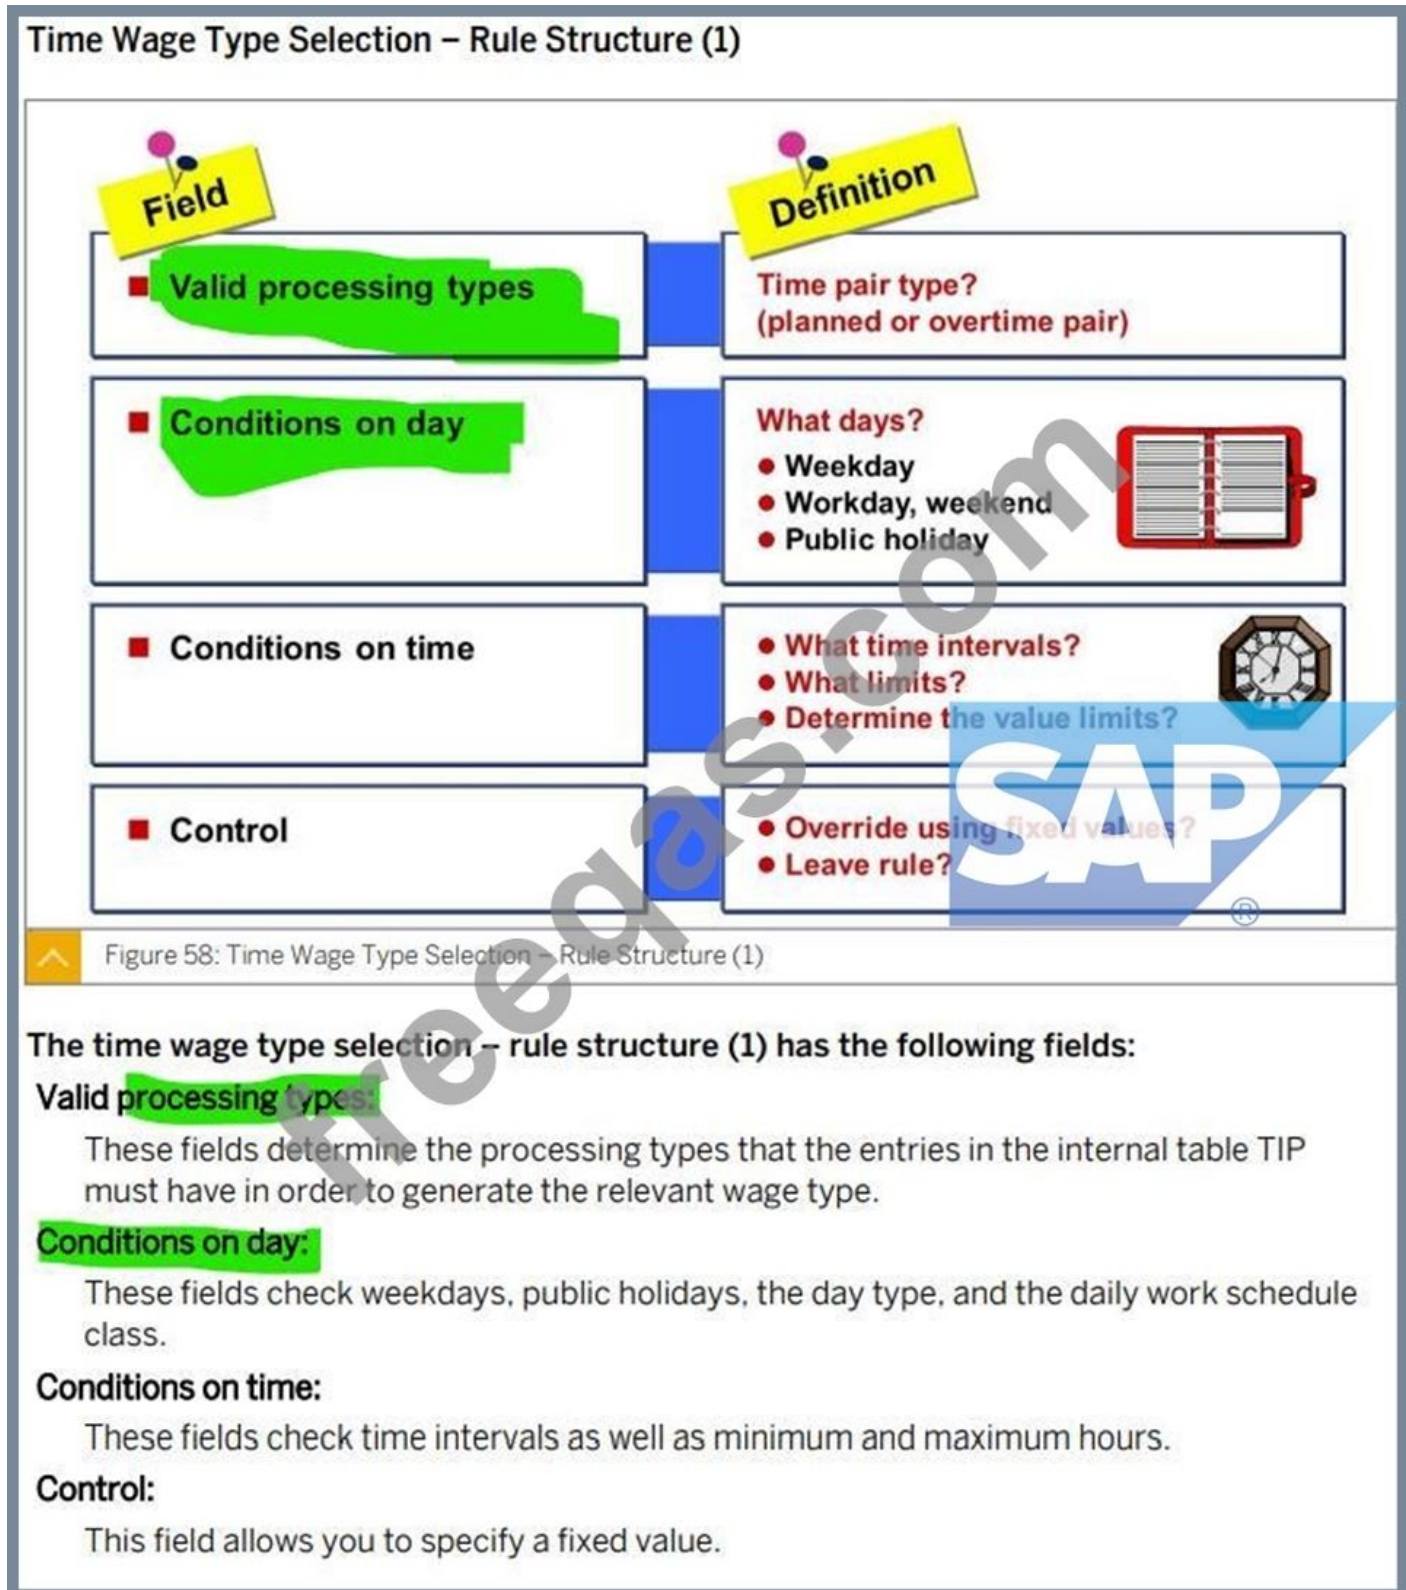 Time Wage Type Selection – Rule Structure (1)
Field
Definition
Valid processing types
Time pair type?
(planned or overtime pair)
Conditions on day
What days?
Weekday
Workday, weekend
Public holiday
Conditions on time
What time intervals?
What limits?
Determine the value limits?
Control
Override using fixed values?
Leave rule?
SAP
®
freeqas.com
Figure 58: Time Wage Type Selection – Rule Structure (1)
The time wage type selection – rule structure (1) has the following fields:
Valid processing types:
These fields determine the processing types that the entries in the internal table TIP
must have in order to generate the relevant wage type.
Conditions on day:
These fields check weekdays, public holidays, the day type, and the daily work schedule
class.
Conditions on time:
These fields check time intervals as well as minimum and maximum hours.
Control:
This field allows you to specify a fixed value.